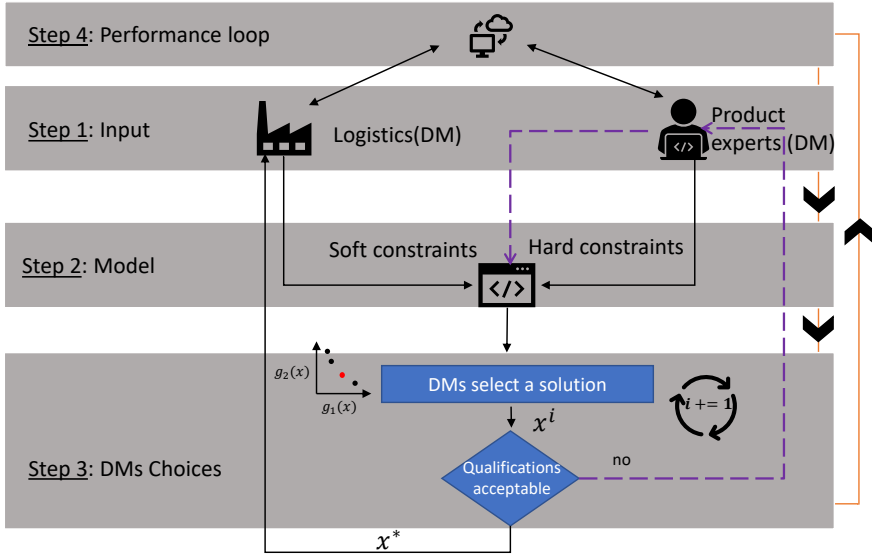 Step 4: Performance loop
Step 1: Input
Logistics(DM)
Product
experts (DM)
</>
Soft constraints
Hard constraints
Step 2: Model
</>
g₂(x)
g₁(x)
DMs select a solution
i += 1
xⁱ
Step 3: DMs Choices
Qualifications
acceptable
no
x*